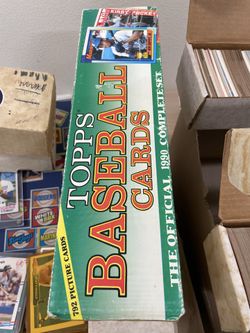 TOPPS
BASEBALL
CARDS
792 PICTURE CARDS
THE OFFICIAL 1990 COMPLETE SET
KIRBY PUCKETT